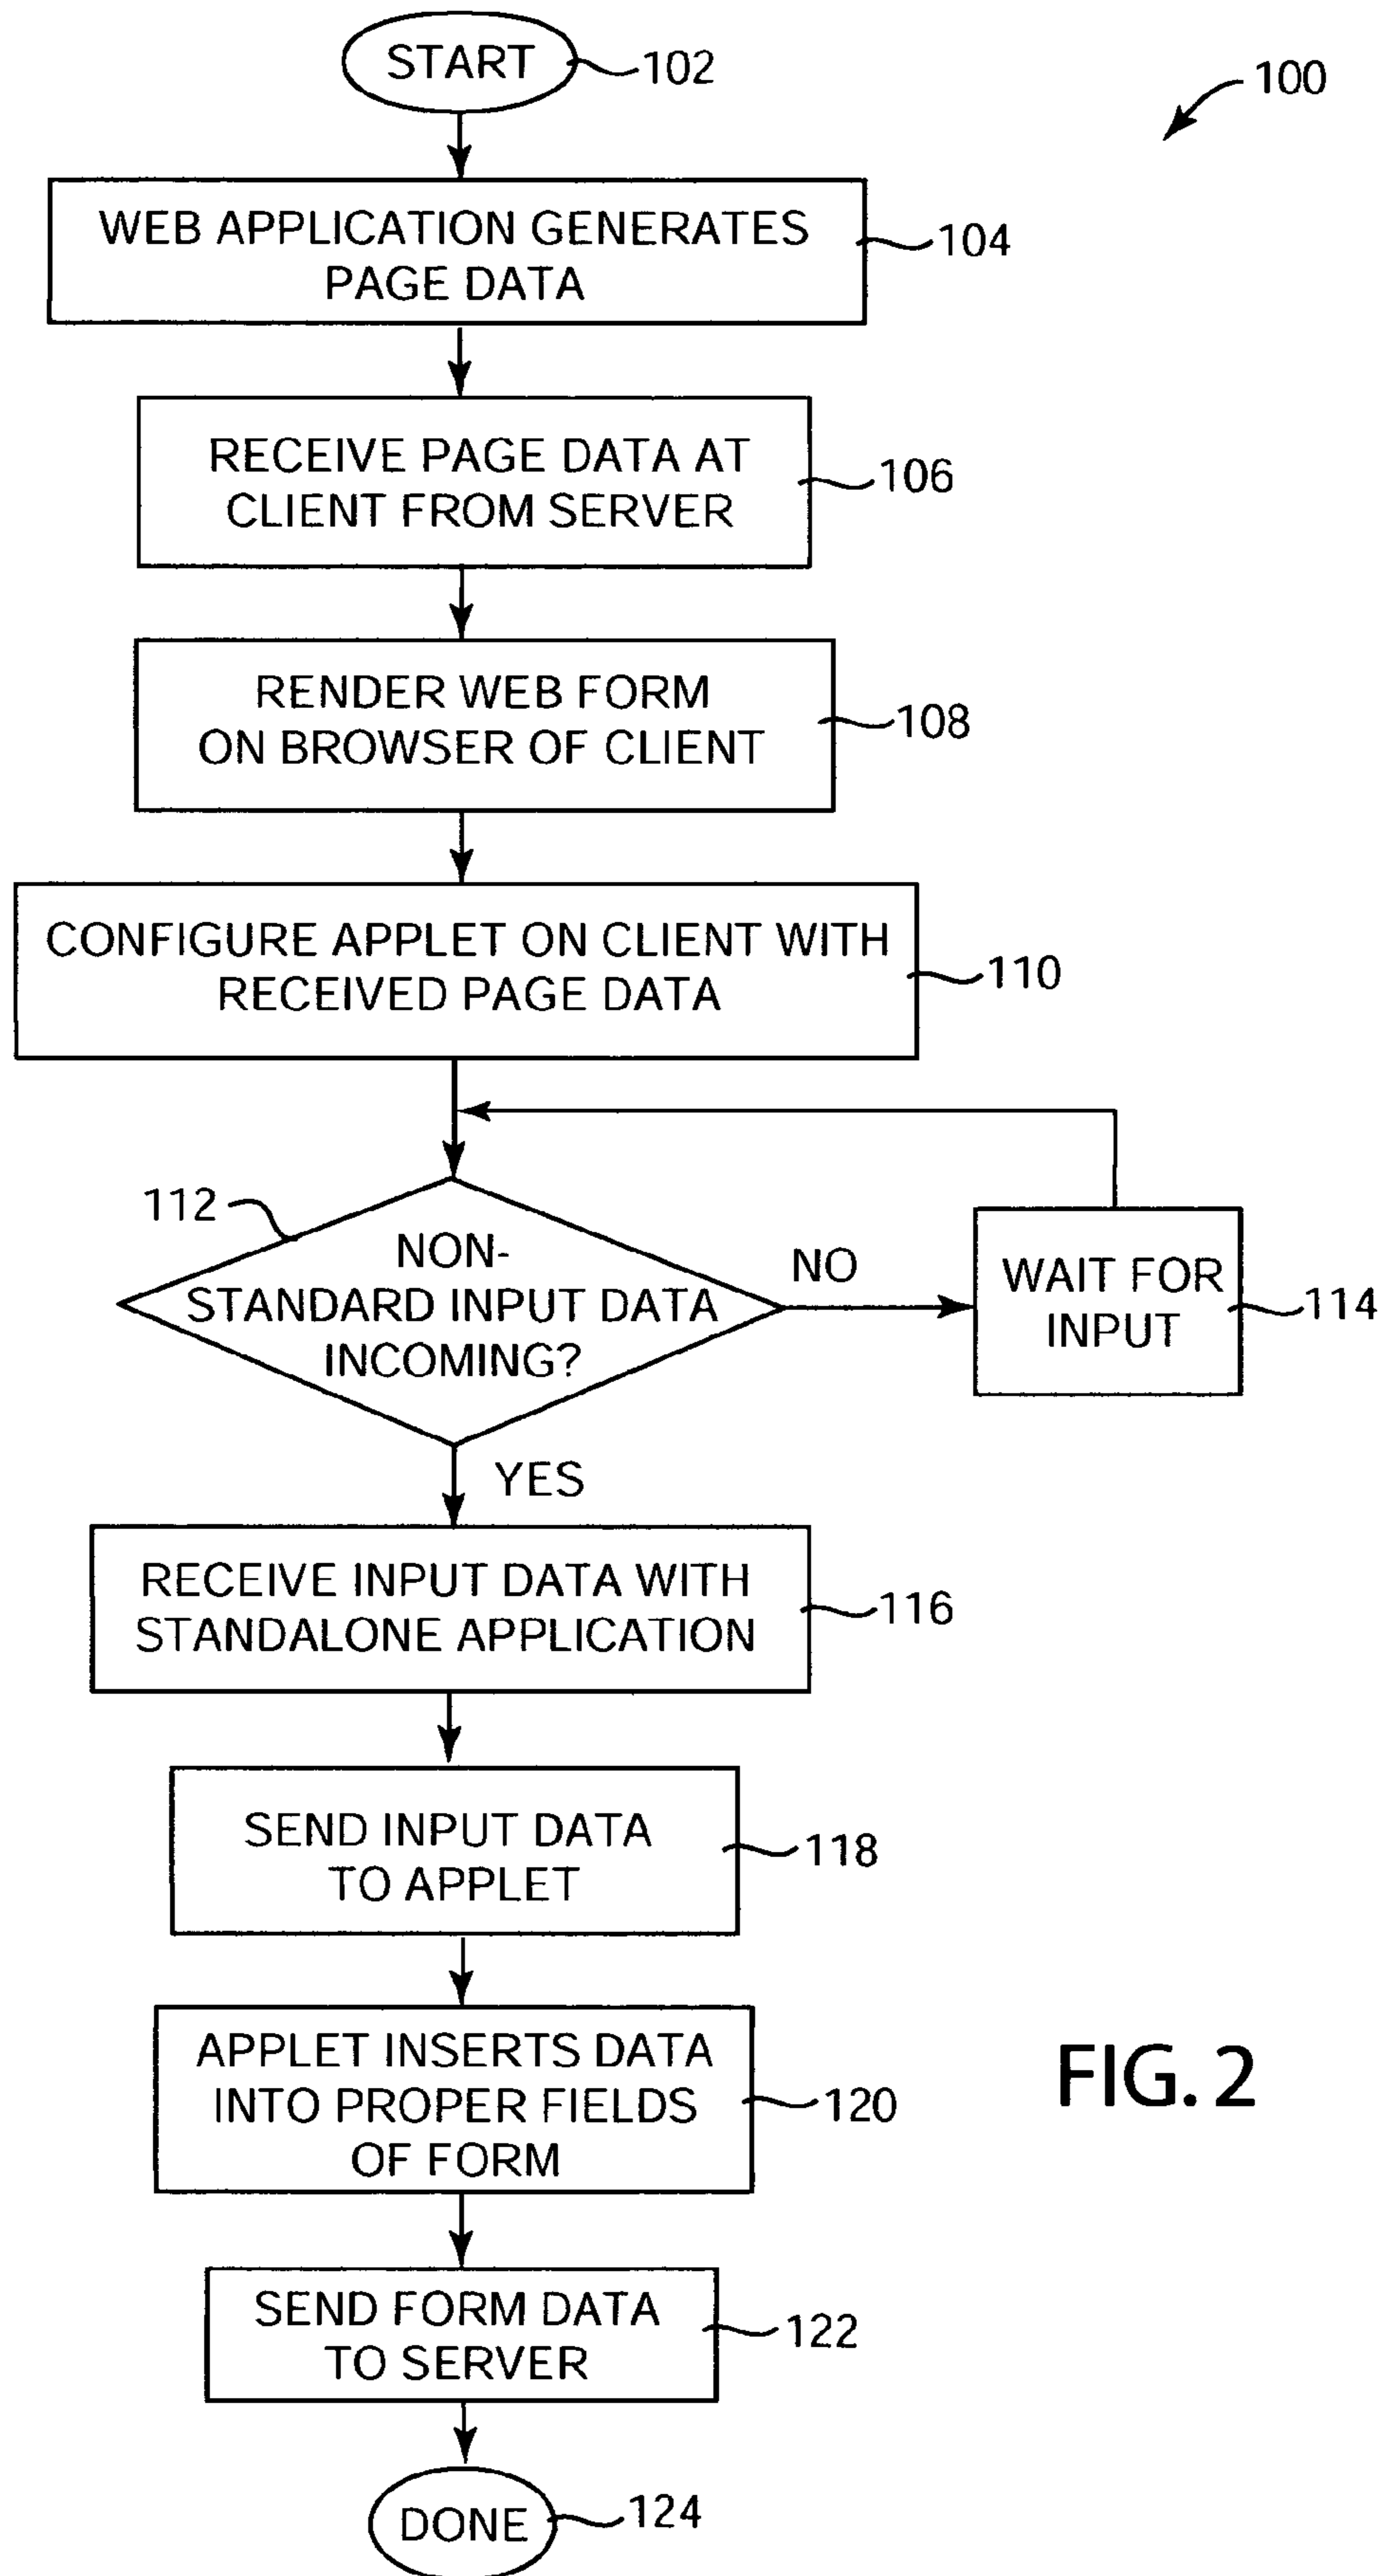 START
102
100
WEB APPLICATION GENERATES
PAGE DATA
104
RECEIVE PAGE DATA AT
CLIENT FROM SERVER
106
RENDER WEB FORM
ON BROWSER OF CLIENT
108
CONFIGURE APPLET ON CLIENT WITH
RECEIVED PAGE DATA
110
112
NON-
STANDARD INPUT DATA
INCOMING?
NO
WAIT FOR
INPUT
114
YES
RECEIVE INPUT DATA WITH
STANDALONE APPLICATION
116
SEND INPUT DATA
TO APPLET
118
APPLET INSERTS DATA
INTO PROPER FIELDS
OF FORM
120
FIG. 2
SEND FORM DATA
TO SERVER
122
DONE
124